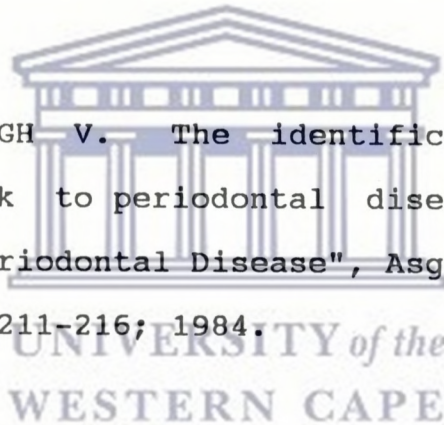 GH V. The identific
k to periodontal dise
riodontal Disease", Asg
211-216; 1984.
UNIVERSITY of the
WESTERN CAPE